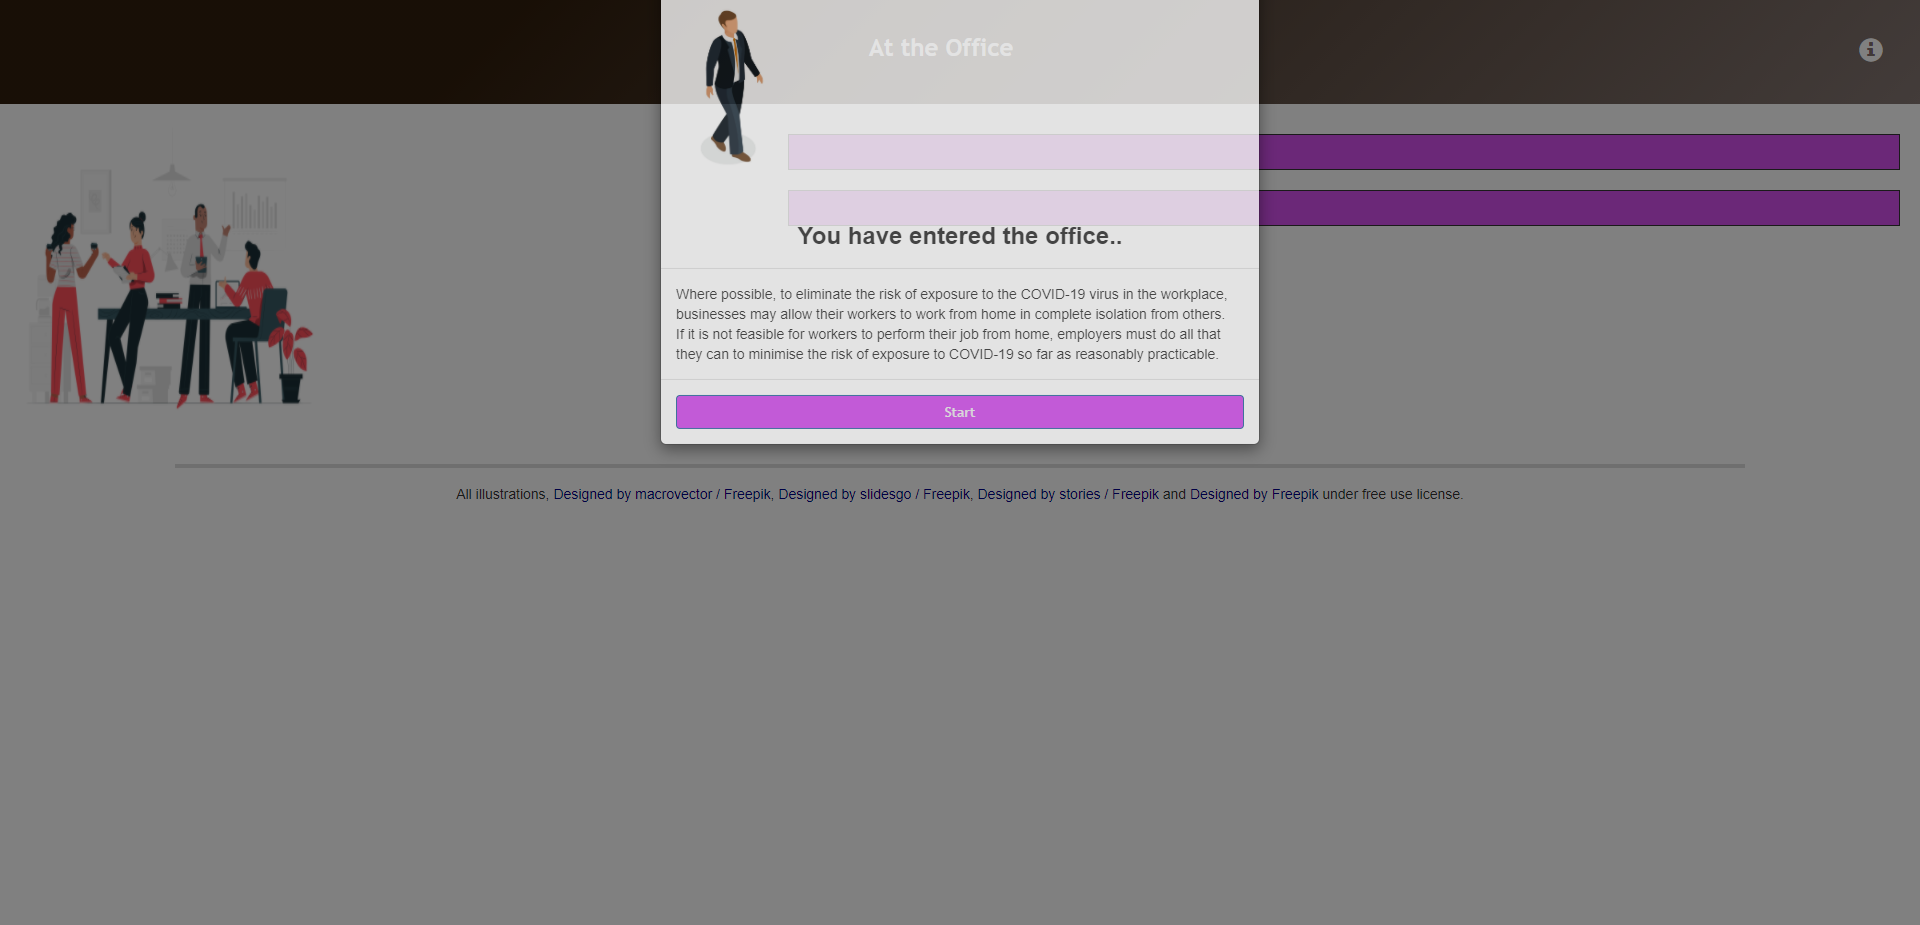 At the Office
You have entered the office..
Where possible, to eliminate the risk of exposure to the COVID-19 virus in the workplace,
businesses may allow their workers to work from home in complete isolation from others.
If it is not feasible for workers to perform their job from home, employers must do all that
they can to minimise the risk of exposure to COVID-19 so far as reasonably practicable.
Start
All illustrations, Designed by macrovector / Freepik, Designed by slidesgo / Freepik, Designed by stories / Freepik and Designed by Freepik under free use license.